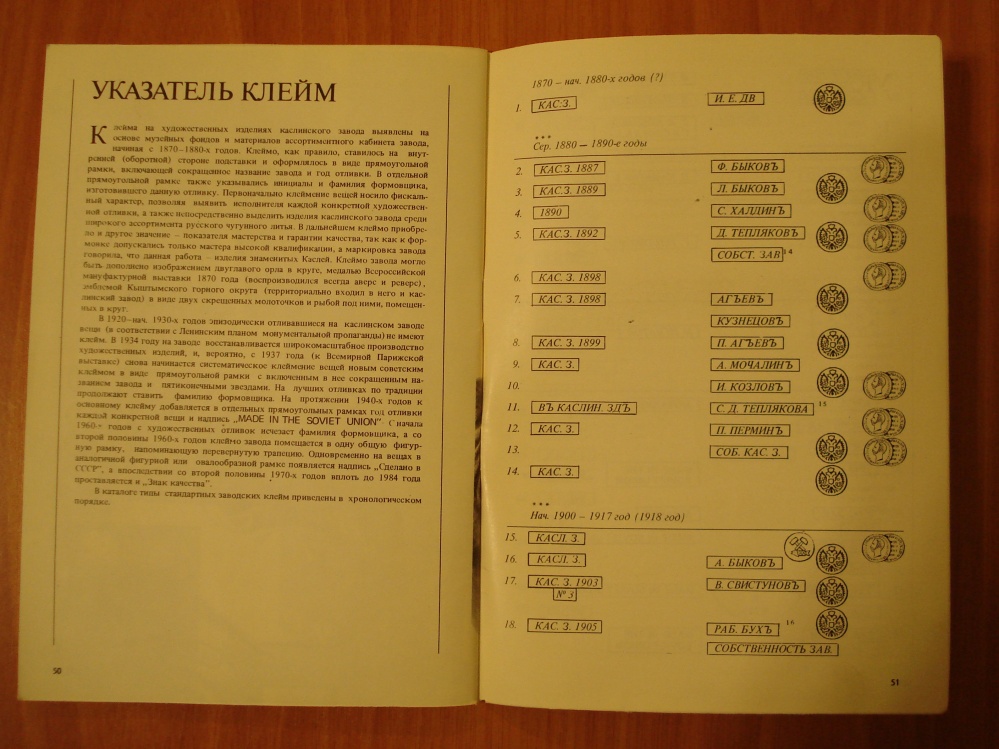 УКАЗАТЕЛЬ КЛЕЙМ
Клейма на художественных изделиях каслинского завода выявлены на
основе музейных фондов и материалов ассортиментного кабинета завода,
начиная с 1870–1880-х годов. Клеймо, как правило, ставилось на внут-
ренней (оборотной) стороне подставки и оформлялось в виде прямоугольной
рамки, включающей сокращенное название завода и год отливки. В отдельной
прямоугольной рамке также указывались инициалы и фамилия формовщика,
изготовившего данную отливку. Первоначально клеймение вещей носило фискаль-
ный характер, позволяя выявить исполнителя каждой конкретной художествен-
ной отливки, а также непосредственно выделить изделия каслинского завода среди
широкого ассортимента русского чугунного литья. В дальнейшем клеймо приобре-
ло и другое значение – показателя мастерства и гарантии качества, так как к фор-
мовке допускались только мастера высокой квалификации, а маркировка завода
говорила, что данная работа – изделия знаменитых Каслей. Клеймо завода могло
быть дополнено изображением двуглавого орла в круге, медалью Всероссийской
мануфактурной выставки 1870 года (воспроизводился всегда аверс и реверс),
эмблемой Кыштымского горного округа (территориально входил в него и кас-
линский завод) в виде двух скрещенных молоточков и рыбой под ними, помещен-
ных в круг.
В 1920–нач. 1930-х годов эпизодически отливавшиеся на каслинском заводе
вещи (в соответствии с Ленинским планом монументальной пропаганды) не имеют
клейм. В 1934 году на заводе восстанавливается широкомасштабное производство
художественных изделий, и, вероятно, с 1937 года (к Всемирной Парижской
выставке) снова начинается систематическое клеймение вещей новым советским
клеймом в виде прямоугольной рамки с включенным в нее сокращенным на-
званием завода и пятиконечными звездами. На лучших отливках по традиции
продолжают ставить фамилию формовщика. На протяжении 1940-х годов к
основному клейму добавляется в отдельных прямоугольных рамках год отливки
каждой конкретной вещи и надпись „MADE IN THE SOVIET UNION" С начала
1960-х годов с художественных отливок исчезает фамилия формовщика, а со
второй половины 1960-х годов клеймо завода помещается в одну общую фигур-
ную рамку, напоминающую перевернутую трапецию. Одновременно на вещах в
аналогичной фигурной или овалообразной рамке появляется надпись „Сделано в
СССР", а впоследствии со второй половины 1970-х годов вплоть до 1984 года
проставляется и „Знак качества".
В каталоге типы стандартных заводских клейм приведены в хронологическом
порядке.
50
1870 – нач. 1880-х годов (?)
1. КАС.З. И. Е. ДВ
***
Сер. 1880 – 1890-е годы
2. КАС.З. 1887 Ф. БЫКОВЪ
3. КАС.З. 1889 Л. БЫКОВЪ
4. 1890 С. ХАЛДИНЪ
5. КАС.З. 1892 Д. ТЕПЛЯКОВЪ
СОБСТ. ЗАВ 14
6. КАС. З. 1898
7. КАС.З. 1898 АГЪЕВЪ
КУЗНЕЦОВЪ
8. КАС. З. 1899 П. АГЪЕВЪ
9. КАС. З. А. МОЧАЛИНЪ
10. И. КОЗЛОВЪ
11. ВЪ КАСЛИН. ЗДЪ С. Д. ТЕПЛЯКОВА 15
12. КАС. З. П. ПЕРМИНЪ
13. СОБ. КАС. З.
14. КАС. З.
***
Нач. 1900 – 1917 год (1918 год)
15. КАСЛ. З.
16. КАСЛ. З. А. БЫКОВЪ
17. КАС. З. 1903 В. СВИСТУНОВЪ
№ 3
18. КАС. З. 1905 РАБ. БУХЪ 16
СОБСТВЕННОСТЬ ЗАВ.
51